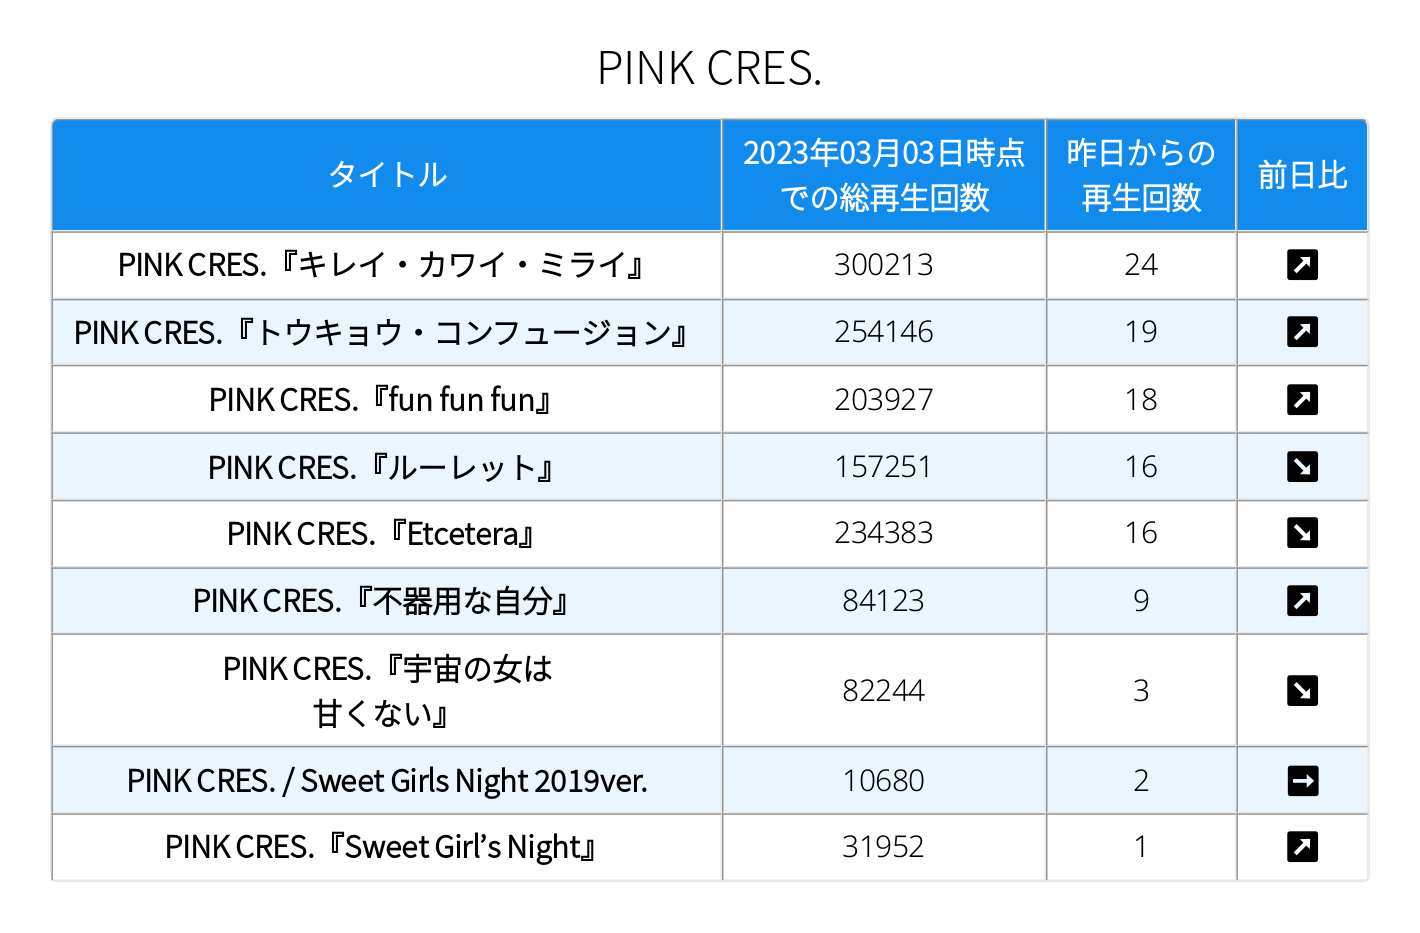 PINK CRES.
タイトル
2023年03月03日時点
での総再生回数
昨日からの
再生回数
前日比
PINK CRES.『キレイ・カワイ・ミライ』 300213 24
PINK CRES.『トウキョウ・コンフュージョン』 254146 19
PINK CRES.『fun fun fun』 203927 18
PINK CRES.『ルーレット』 157251 16
PINK CRES.『Etcetera』 234383 16
PINK CRES.『不器用な自分』 84123 9
PINK CRES.『宇宙の女は
甘くない』 82244 3
PINK CRES. / Sweet Girls Night 2019ver. 10680 2
PINK CRES.『Sweet Girl’s Night』 31952 1